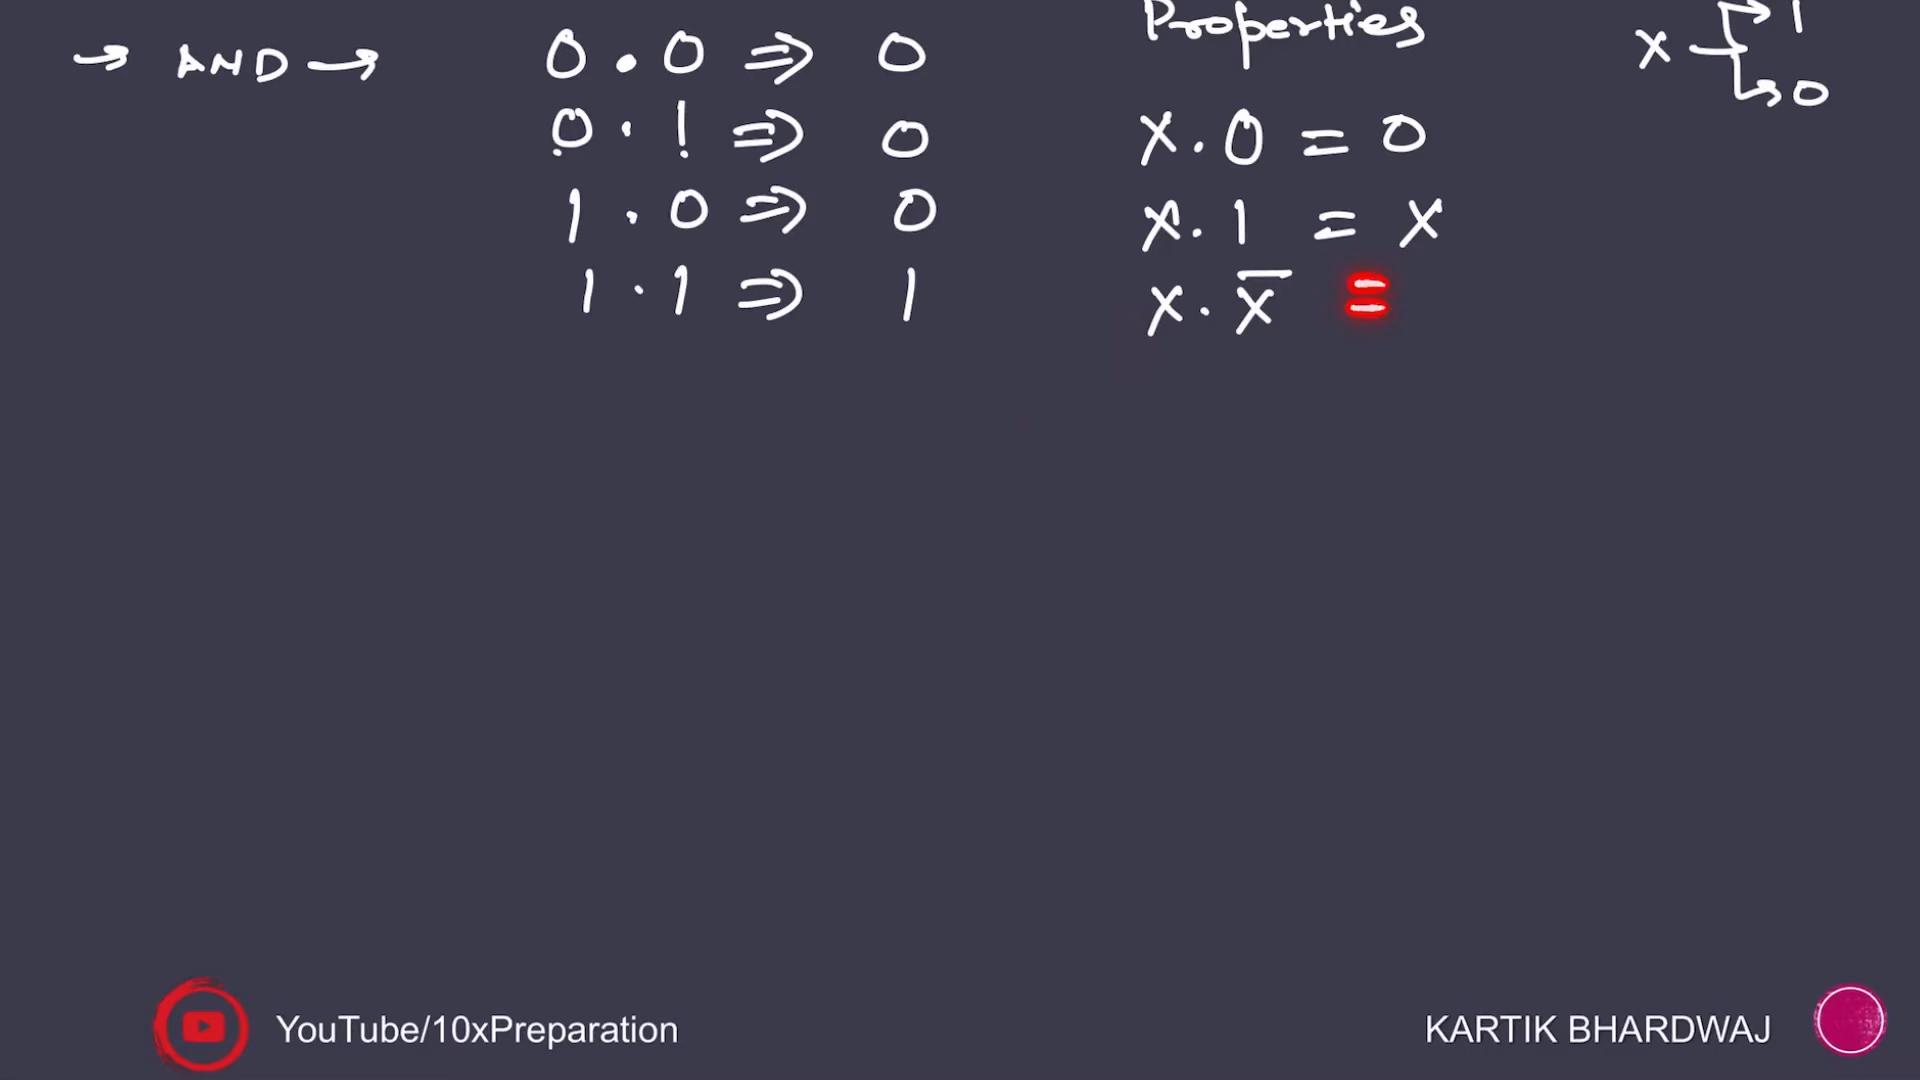 → AND → 0 . 0 ⇒ 0
0 . 1 ⇒ 0
1 . 0 ⇒ 0
1 . 1 ⇒ 1
Properties
X . 0 = 0
X . 1 = X
X . X̅ =
X → 1
→ 0
YouTube/10xPreparation
KARTIK BHARDWAJ